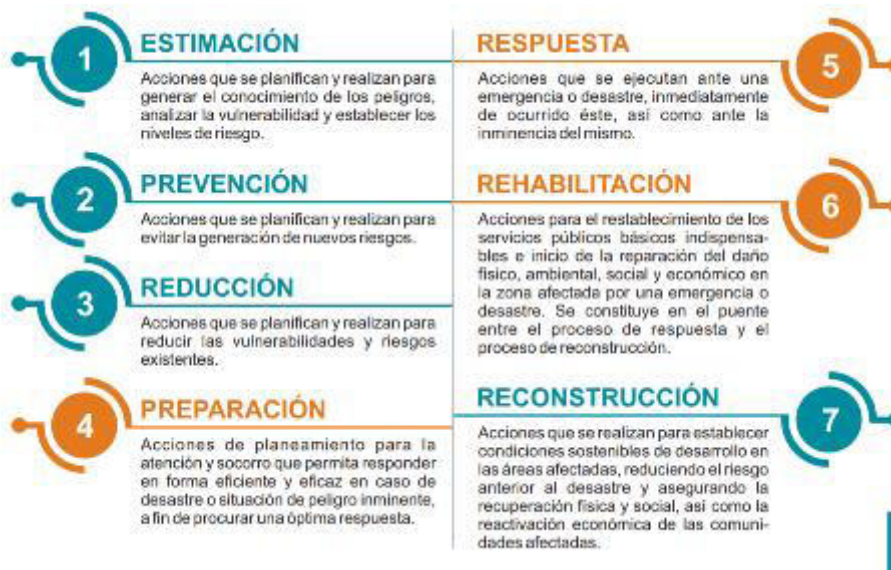 1
ESTIMACIÓN
Acciones que se planifican y realizan para
generar el conocimiento de los peligros,
analizar la vulnerabilidad y establecer los
niveles de riesgo.
2
PREVENCIÓN
Acciones que se planifican y realizan para
evitar la generación de nuevos riesgos.
3
REDUCCIÓN
Acciones que se planifican y realizan para
reducir las vulnerabilidades y riesgos
existentes.
4
PREPARACIÓN
Acciones de planeamiento para la
atención y socorro que permita responder
en forma eficiente y eficaz en caso de
desastre o situación de peligro inminente,
a fin de procurar una óptima respuesta.
RESPUESTA
5
Acciones que se ejecutan ante una
emergencia o desastre, inmediatamente
de ocurrido éste, así como ante la
inminencia del mismo.
REHABILITACIÓN
6
Acciones para el restablecimiento de los
servicios públicos básicos indispensa-
bles e inicio de la reparación del daño
físico, ambiental, social y económico en
la zona afectada por una emergencia o
desastre. Se constituye en el puente
entre el proceso de respuesta y el
proceso de reconstrucción.
RECONSTRUCCIÓN
7
Acciones que se realizan para establecer
condiciones sostenibles de desarrollo en
las áreas afectadas, reduciendo el riesgo
anterior al desastre y asegurando la
recuperación física y social, así como la
reactivación económica de las comuni-
dades afectadas.